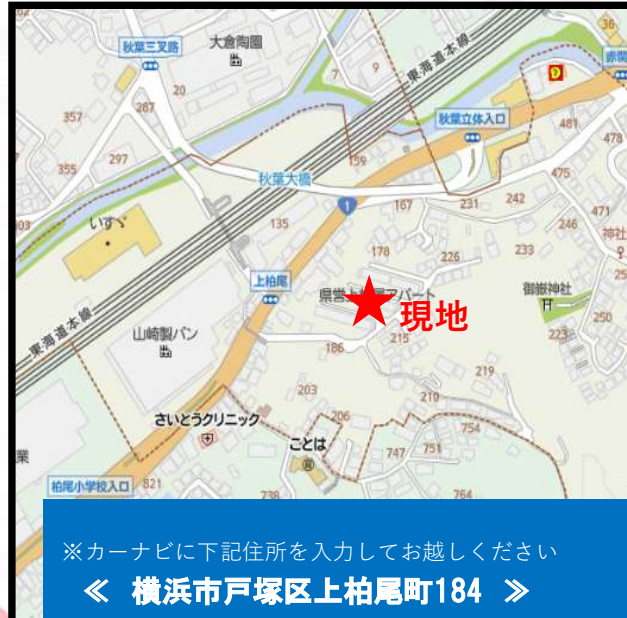 302
秋葉三叉路
大倉陶園
36
東海道本線
赤関
7
9
20
287
357
355
297
秋葉立体入口
481
478
159
秋葉大橋
475
303
いすゞ
135
1
167
231
242
471
246
神社
178
226
233
上柏尾
県営上柏尾アパート
御嶽神社
250
現地
東海道本線
山崎製パン
186
215
223
219
203
210
さいとうクリニック
206
754
ことは
747
751
業
柏尾小学校入口
821
738
764
※カーナビに下記住所を入力してお越しください
≪ 横浜市戸塚区上柏尾町184 ≫